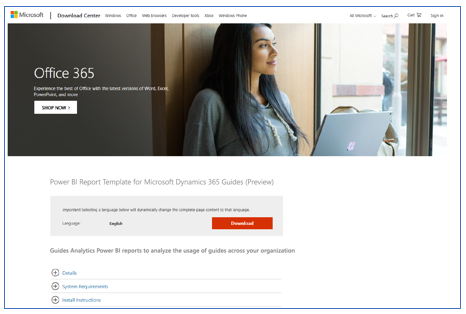 Microsoft | Download Center Windows Office Web Browsers Developer Tools Xbox Windows Phone All Microsoft Search Cart Sign in
Office 365
Experience the best of Office with the latest versions of Word, Excel,
PowerPoint, and more
SHOP NOW >
Power BI Report Template for Microsoft Dynamics 365 Guides (Preview)
Important! Selecting a language below will dynamically change the complete page content to that language.
Language: English Download
Guides Analytics Power BI reports to analyze the usage of guides across your organization
Details
System Requirements
Install Instructions